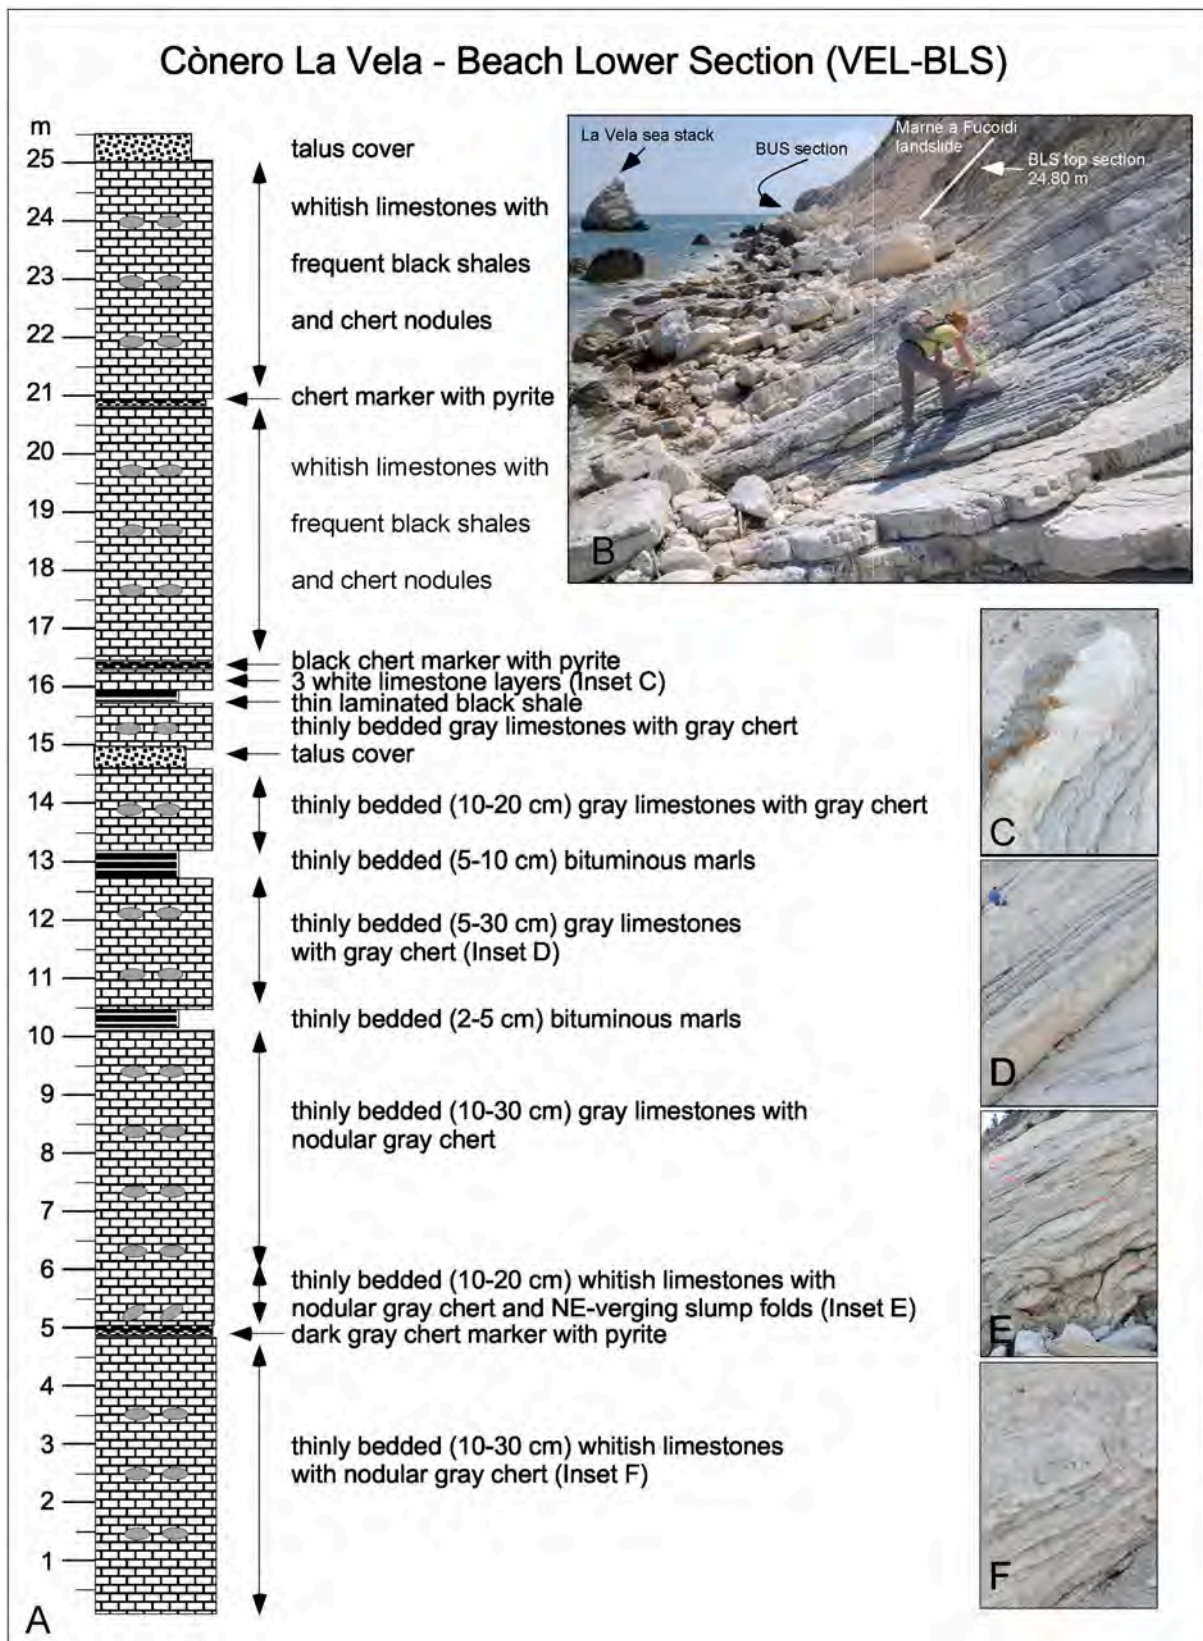 Cònero La Vela - Beach Lower Section (VEL-BLS)
m
25
24
23
22
21
20
19
18
17
16
15
14
13
12
11
10
9
8
7
6
5
4
3
2
1
A
talus cover
whitish limestones with
frequent black shales
and chert nodules
chert marker with pyrite
whitish limestones with
frequent black shales
and chert nodules
black chert marker with pyrite
3 white limestone layers (Inset C)
thin laminated black shale
thinly bedded gray limestones with gray chert
talus cover
thinly bedded (10-20 cm) gray limestones with gray chert
thinly bedded (5-10 cm) bituminous marls
thinly bedded (5-30 cm) gray limestones
with gray chert (Inset D)
thinly bedded (2-5 cm) bituminous marls
thinly bedded (10-30 cm) gray limestones with
nodular gray chert
thinly bedded (10-20 cm) whitish limestones with
nodular gray chert and NE-verging slump folds (Inset E)
dark gray chert marker with pyrite
thinly bedded (10-30 cm) whitish limestones
with nodular gray chert (Inset F)
La Vela sea stack
BUS section
Marne a Fucoidi
landslide
BLS top section
24.80 m
B
C
D
E
F